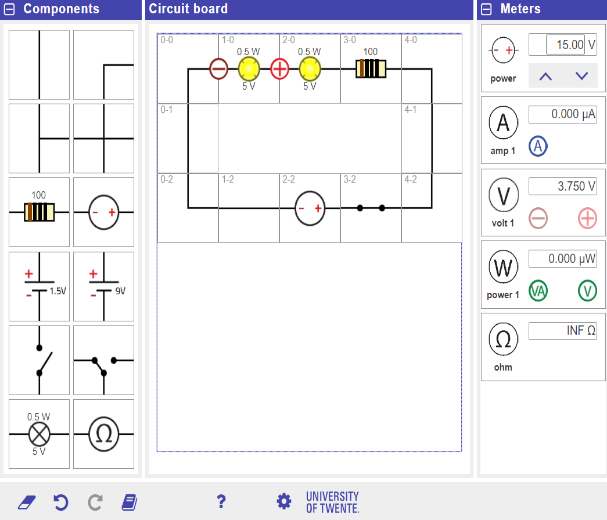 Components
Circuit board
Meters
0-0
1-0
2-0
3-0
4-0
0.5 W
0.5 W
100
5 V
5 V
15.00 V
power
0-1
4-1
0.000 µA
A
A
amp 1
0-2
1-2
2-2
3-2
4-2
100
3.750 V
V
volt 1
1.5V
9V
0.000 µW
W
VA
V
power 1
INF Ω
Ω
ohm
0.5 W
5 V
Ω
?
UNIVERSITY
OF TWENTE.